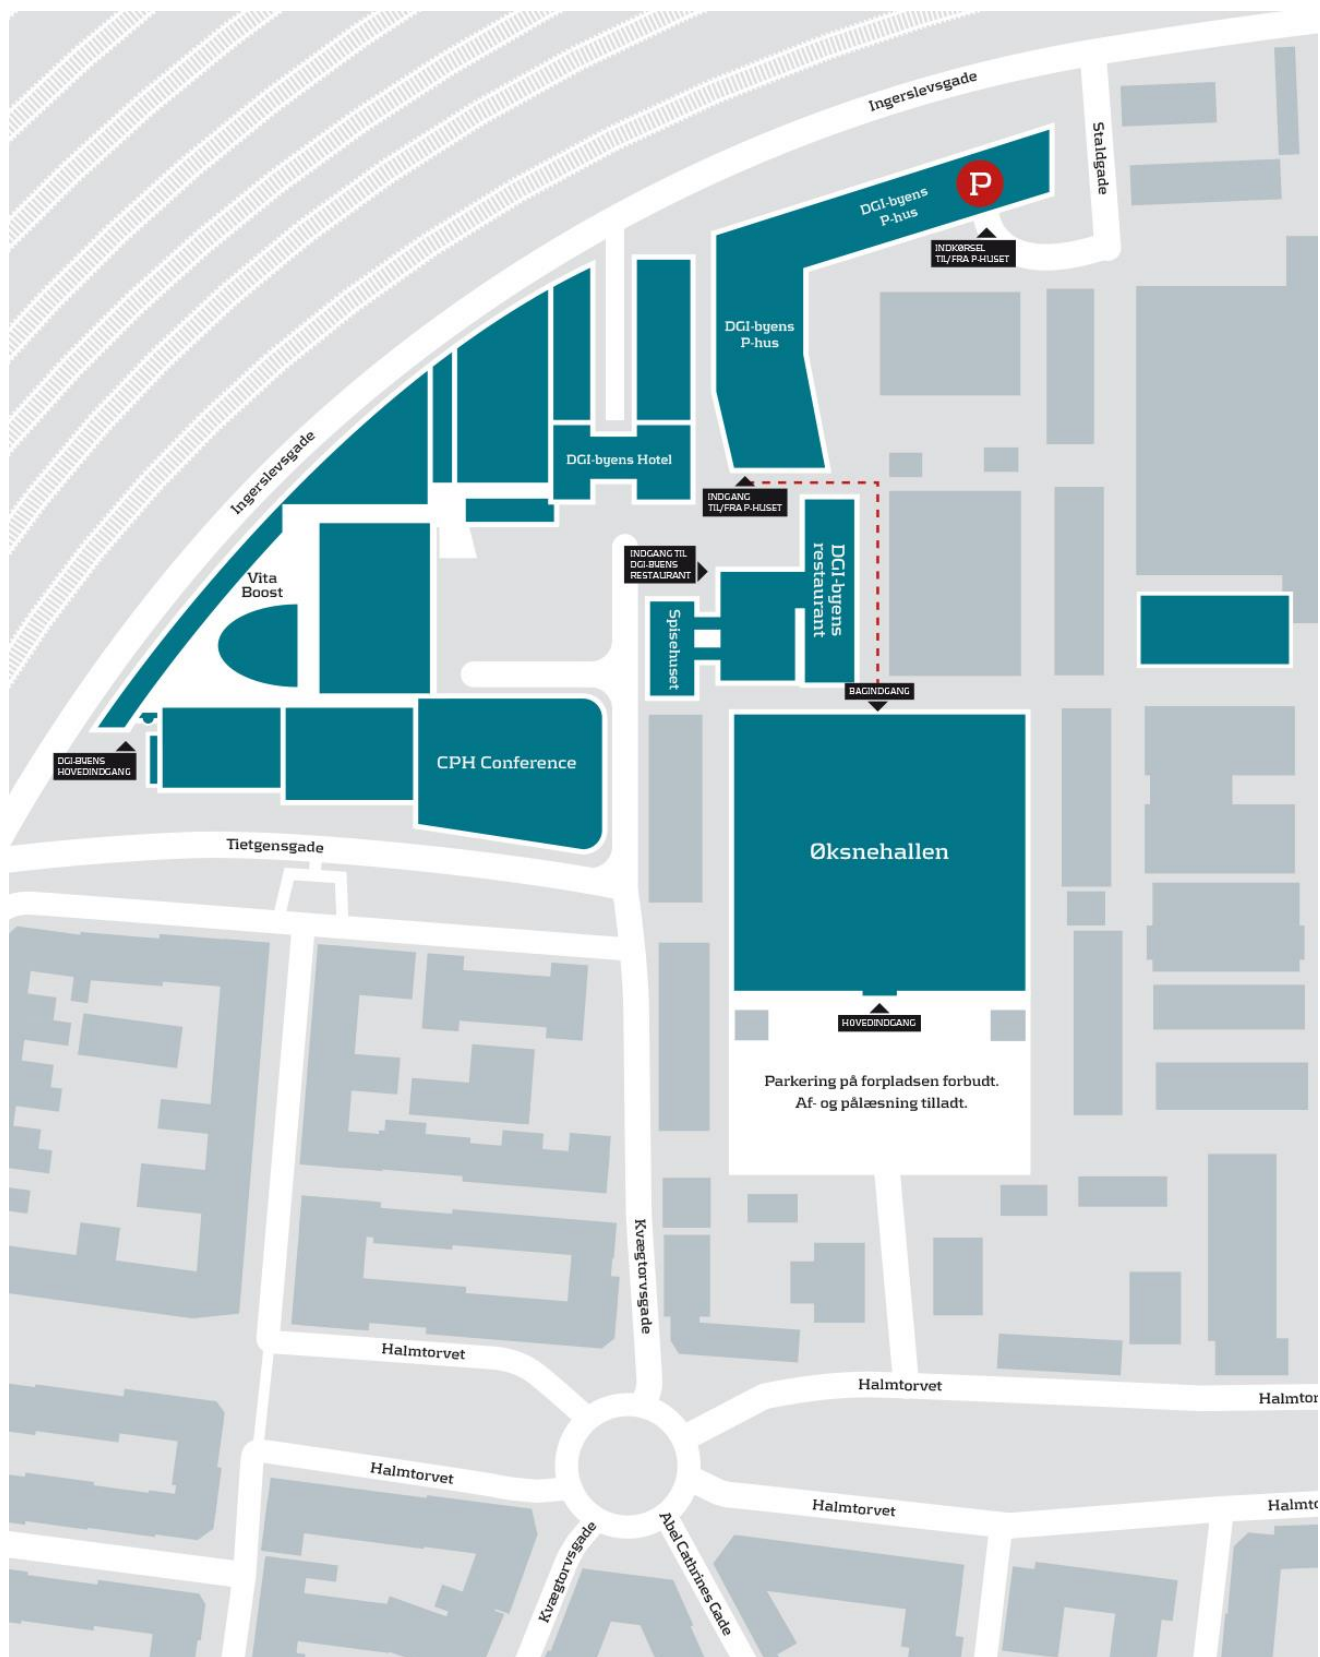 Ingerslevsgade
Staldgade
P
DGI-byens
P-hus
INDKØRSEL
TIL/FRA P-HUSET
DGI-byens
P-hus
Ingerslevsgade
DGI-byens Hotel
INDGANG
TIL/FRA P-HUSET
INDGANG TIL
DGI-BYENS
RESTAURANT
DGI-byens
restaurant
Vita
Boost
Spisehuset
BAGINDGANG
DGI-BYENS
HOVEDINDGANG
CPH Conference
Tietgensgade
Øksnehallen
HOVEDINDGANG
Parkering på forpladsen forbudt.
Af- og pålæsning tilladt.
Kvægtorvsgade
Halmtorvet
Halmtorvet
Halmtor
Halmtorvet
Halmtorvet
Halmto
Kvægtorvsgade
Abel Cathrines Gade